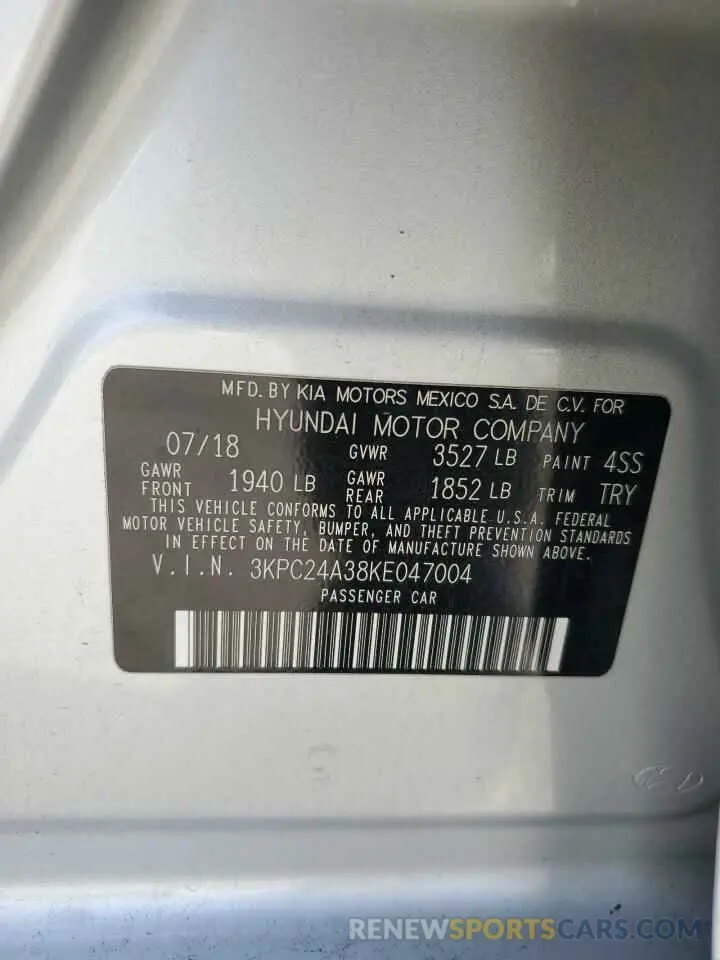 MFD. BY KIA MOTORS MEXICO S.A. DE C.V. FOR
HYUNDAI MOTOR COMPANY
07/18 GVWR 3527 LB PAINT 4SS
GAWR FRONT 1940 LB GAWR REAR 1852 LB TRIM TRY
THIS VEHICLE CONFORMS TO ALL APPLICABLE U.S.A. FEDERAL
MOTOR VEHICLE SAFETY, BUMPER, AND THEFT PREVENTION STANDARDS
IN EFFECT ON THE DATE OF MANUFACTURE SHOWN ABOVE.
V.I.N. 3KPC24A38KE047004
PASSENGER CAR
RENEWSPORTSCARS.COM